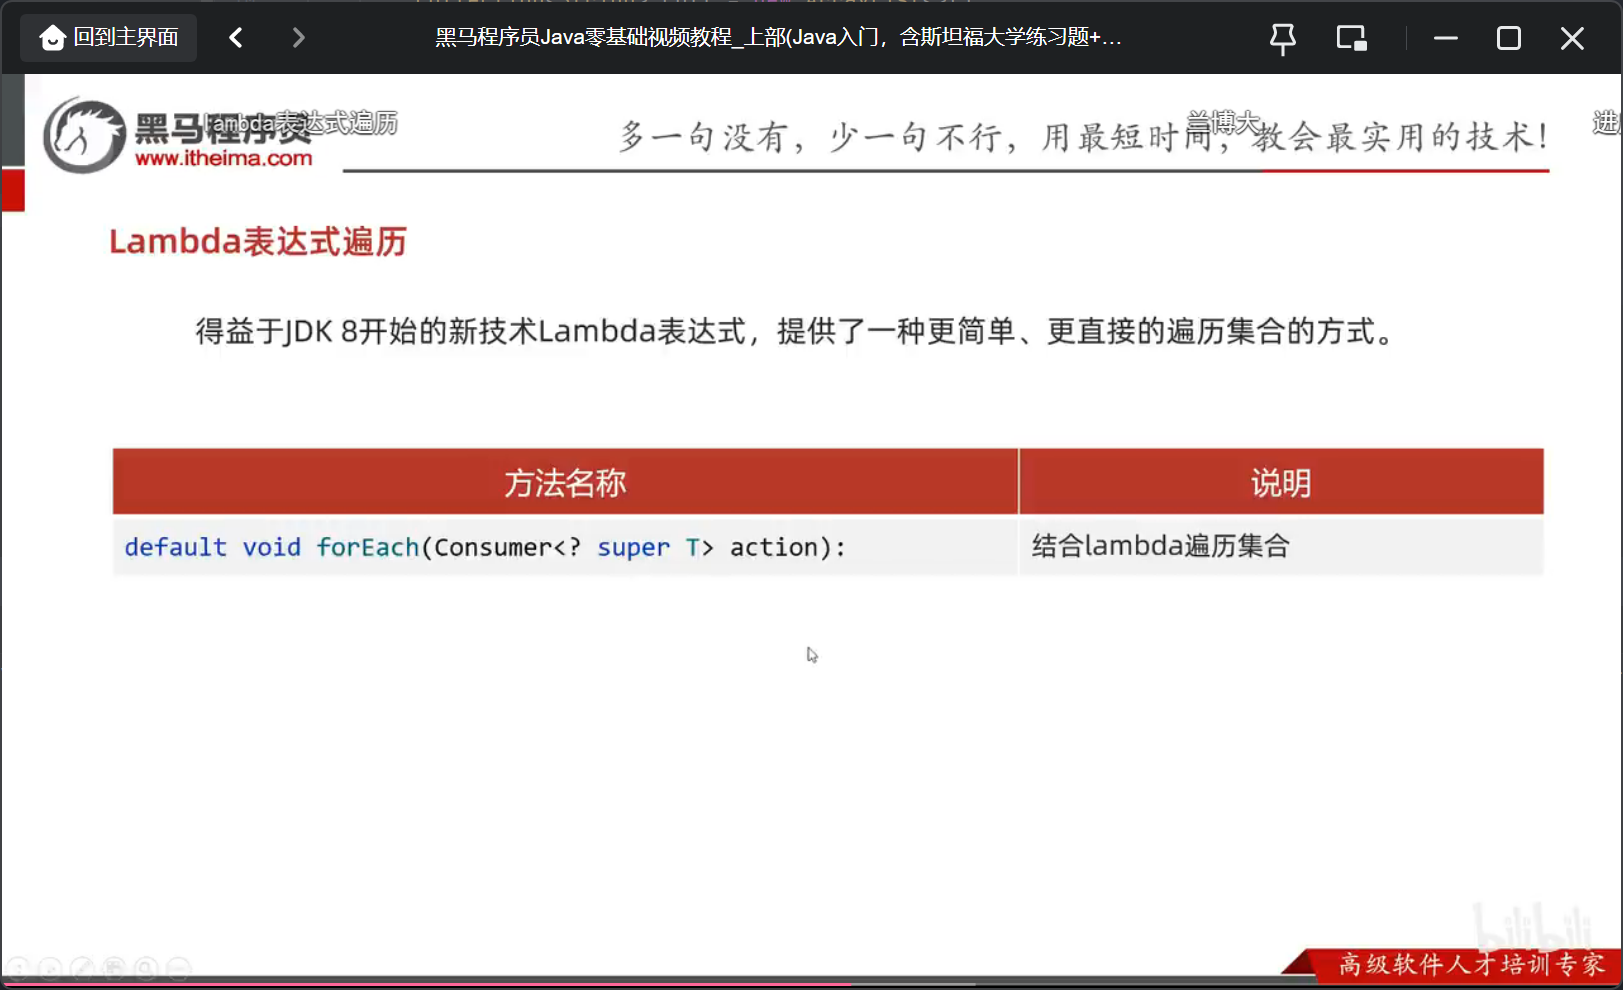 回到主界面
黑马程序员Java零基础视频教程_上部(Java入门，含斯坦福大学练习题+...
黑马程序员
lambda表达式遍历
www.itheima.com
多一句没有，少一句不行，用最短时间，教会最实用的技术！
兰博大
进
Lambda表达式遍历
得益于JDK 8开始的新技术Lambda表达式，提供了一种更简单、更直接的遍历集合的方式。
方法名称 说明
default void forEach(Consumer<? super T> action): 结合lambda遍历集合
bilibili
高级软件人才培训专家